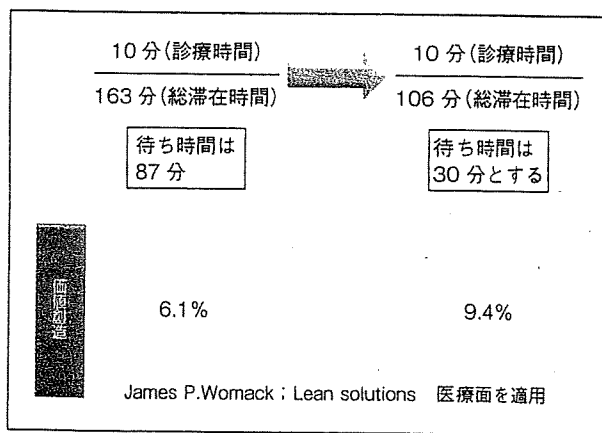 10 分(診療時間)
163 分(総滞在時間)
待ち時間は
87 分
10 分(診療時間)
106 分(総滞在時間)
待ち時間は
30 分とする
価値創造
6.1%
9.4%
James P.Womack ; Lean solutions 医療面を適用